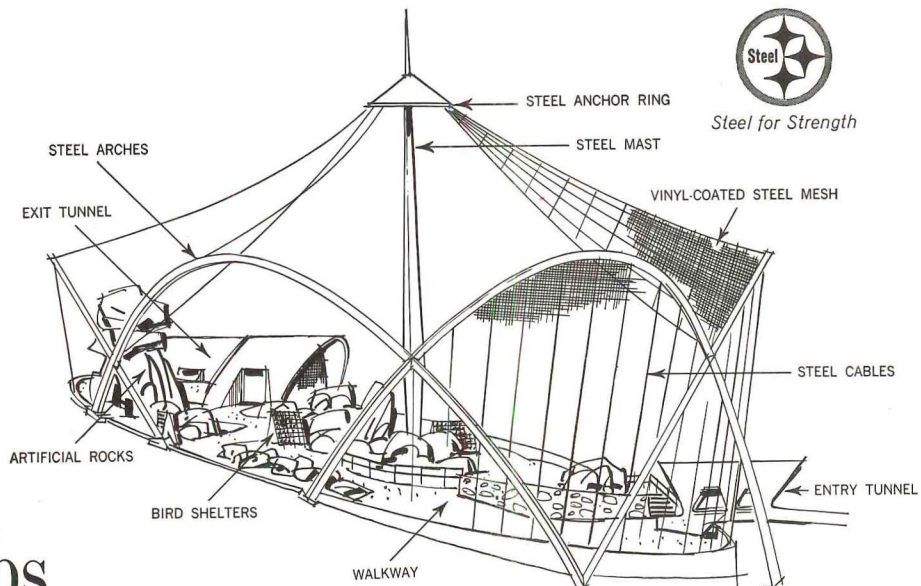 Steel
Steel for Strength
STEEL ANCHOR RING
STEEL MAST
STEEL ARCHES
VINYL-COATED STEEL MESH
EXIT TUNNEL
STEEL CABLES
ARTIFICIAL ROCKS
ENTRY TUNNEL
BIRD SHELTERS
WALKWAY